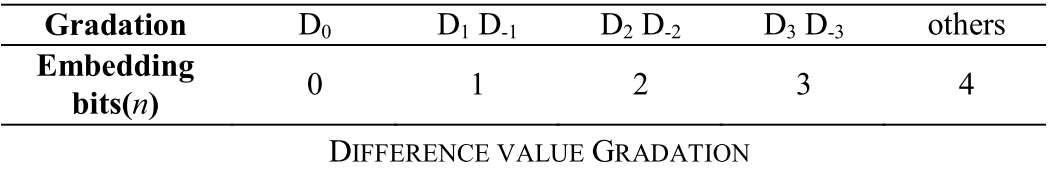 Gradation D₀ D₁ D₋₁ D₂ D₋₂ D₃ D₋₃ others
Embedding bits(n) 0 1 2 3 4
DIFFERENCE VALUE GRADATION